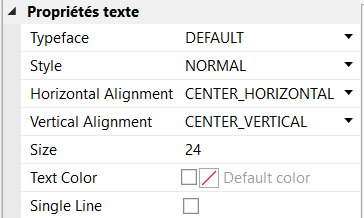 Propriétés texte
Typeface DEFAULT
Style NORMAL
Horizontal Alignment CENTER_HORIZONTAL
Vertical Alignment CENTER_VERTICAL
Size 24
Text Color Default color
Single Line